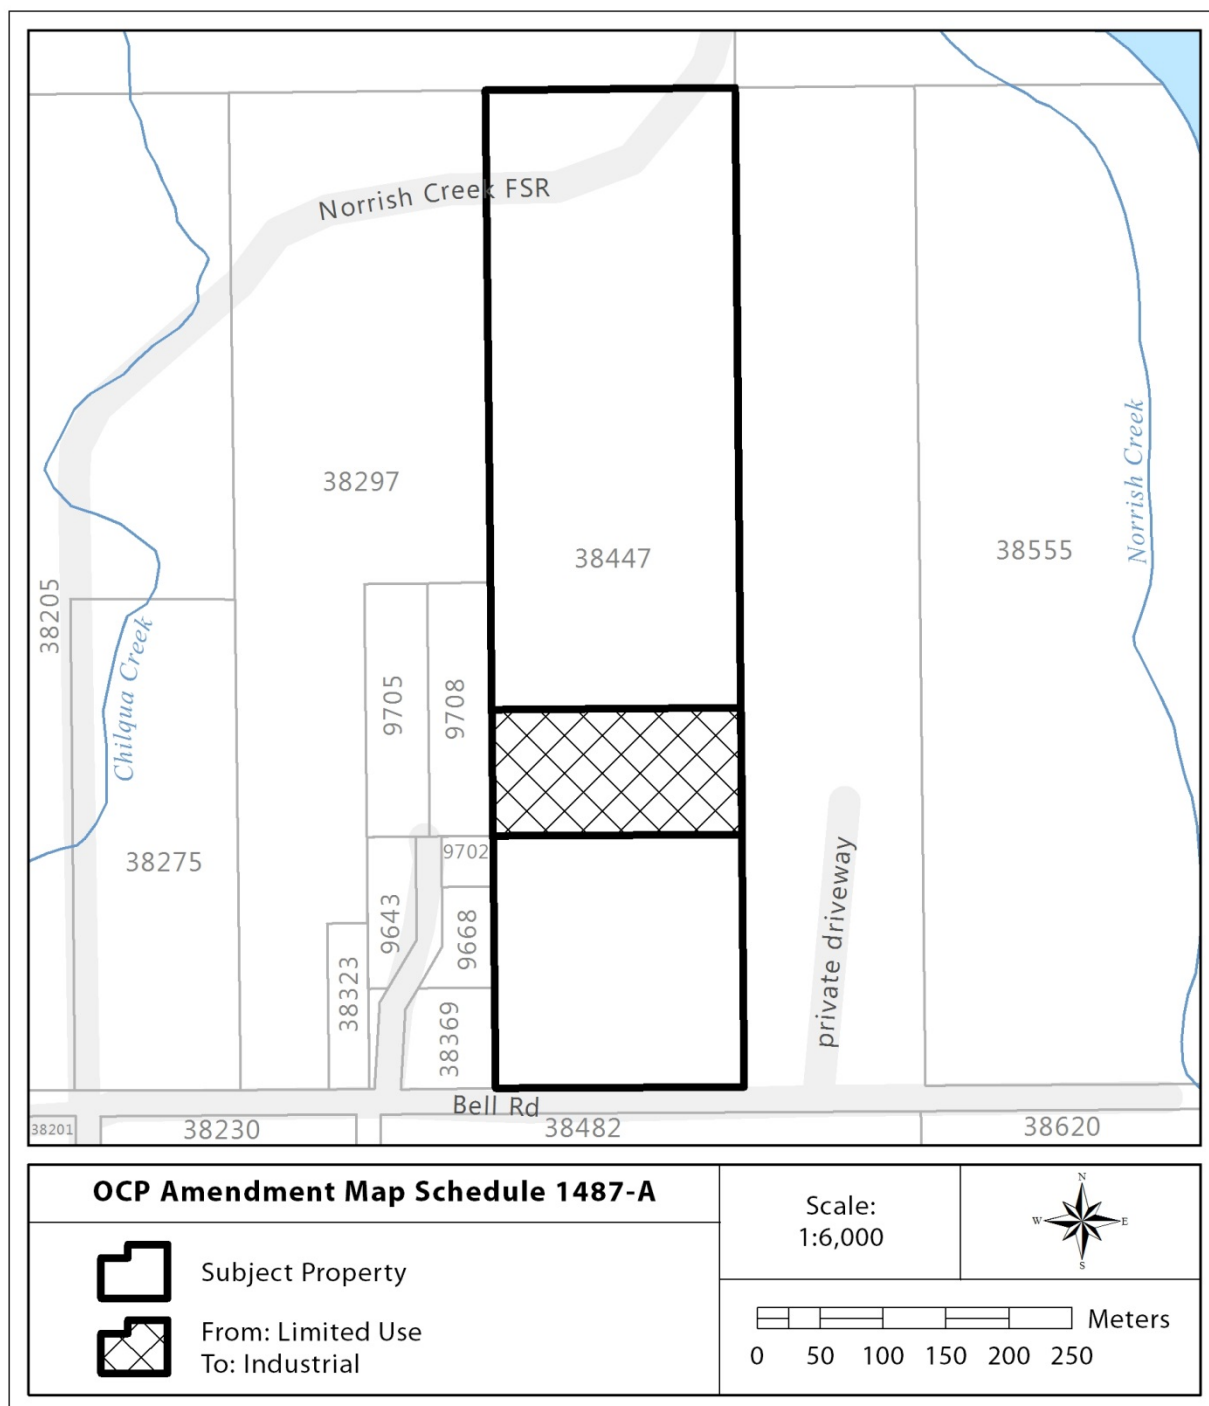 Norrish Creek FSR
38297
38447
38555
Norrish Creek
38205
Chilqua Creek
9705
9708
38275
9702
9643
9668
38323
38369
private driveway
Bell Rd
38201
38230
38482
38620
OCP Amendment Map Schedule 1487-A
Subject Property
From: Limited Use
To: Industrial
Scale:
1:6,000
N
W
E
S
Meters
0 50 100 150 200 250